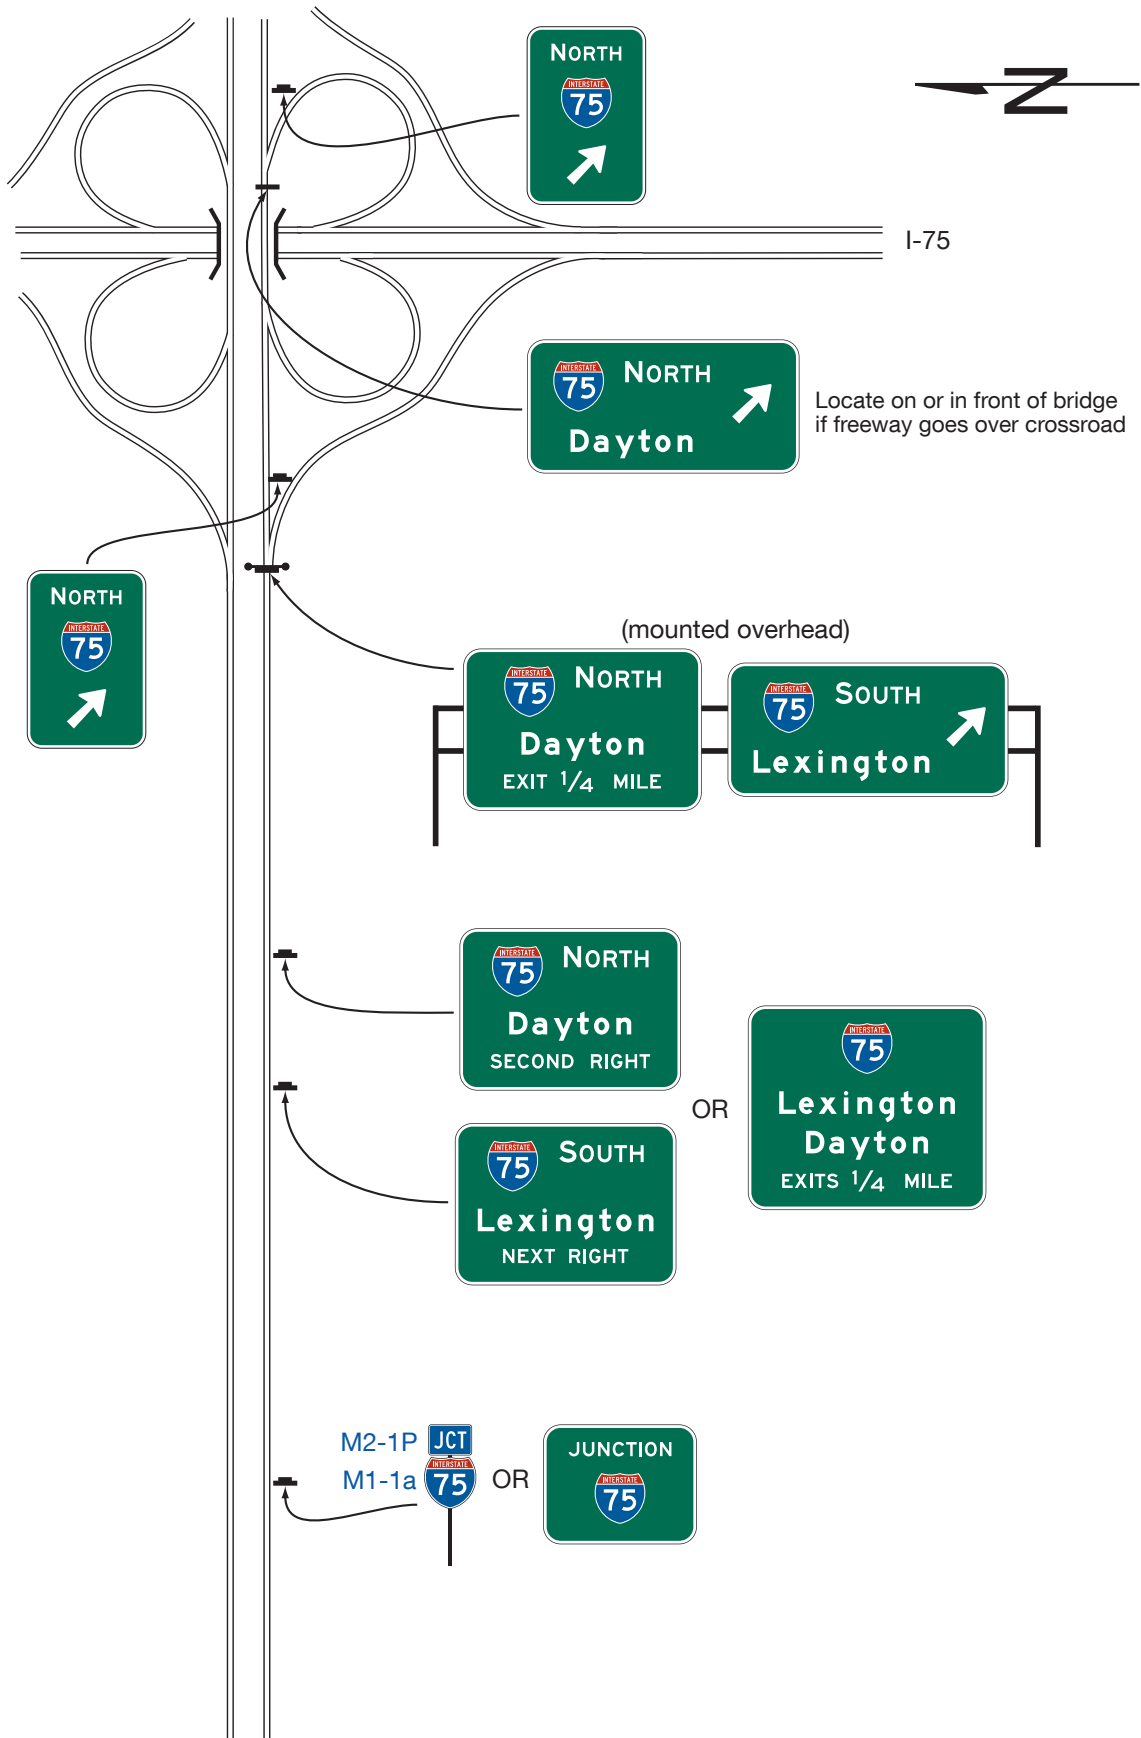 NORTH
INTERSTATE
75
N
I-75
INTERSTATE
75
NORTH
Dayton
Locate on or in front of bridge
if freeway goes over crossroad
NORTH
INTERSTATE
75
(mounted overhead)
INTERSTATE
75
NORTH
Dayton
EXIT 1/4 MILE
INTERSTATE
75
SOUTH
Lexington
INTERSTATE
75
NORTH
Dayton
SECOND RIGHT
OR
INTERSTATE
75
Lexington
Dayton
EXITS 1/4 MILE
INTERSTATE
75
SOUTH
Lexington
NEXT RIGHT
M2-1P
JCT
M1-1a
INTERSTATE
75
OR
JUNCTION
INTERSTATE
75